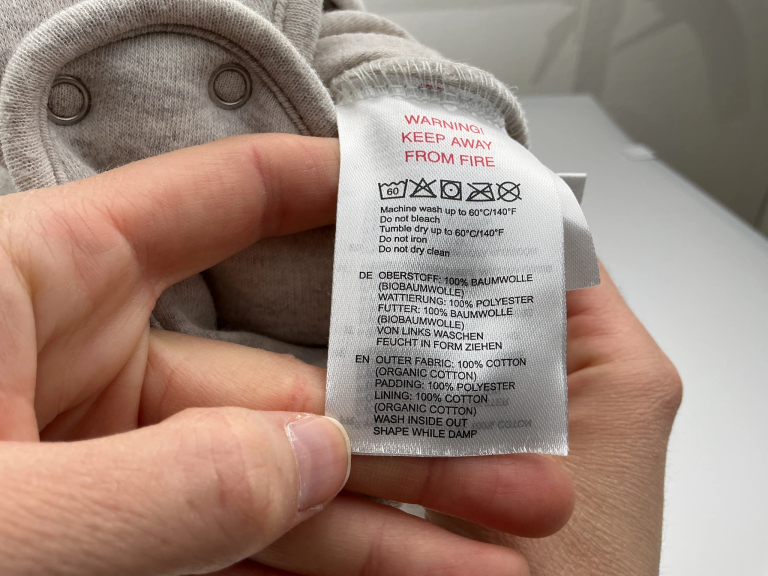 WARNING!
KEEP AWAY
FROM FIRE
60
Machine wash up to 60°C/140°F
Do not bleach
Tumble dry up to 60°C/140°F
Do not iron
Do not dry clean
DE OBERSTOFF: 100% BAUMWOLLE
(BIOBAUMWOLLE)
WATTIERUNG: 100% POLYESTER
FUTTER: 100% BAUMWOLLE
(BIOBAUMWOLLE)
VON LINKS WASCHEN
FEUCHT IN FORM ZIEHEN
EN OUTER FABRIC: 100% COTTON
(ORGANIC COTTON)
PADDING: 100% POLYESTER
LINING: 100% COTTON
(ORGANIC COTTON)
WASH INSIDE OUT
SHAPE WHILE DAMP